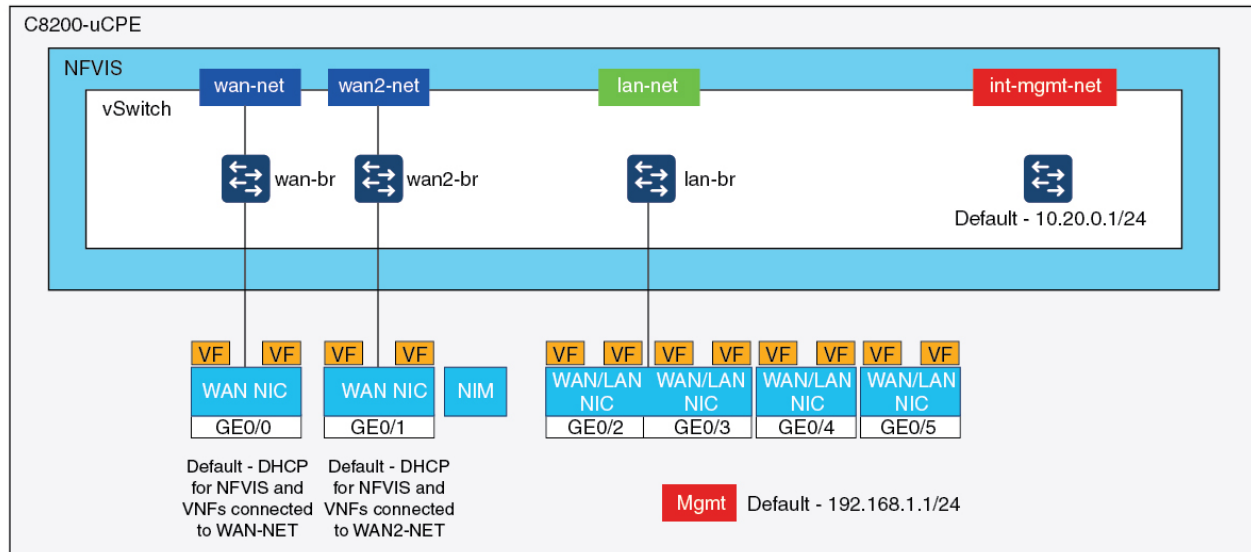 C8200-uCPE
NFVIS
wan-net
wan2-net
lan-net
int-mgmt-net
vSwitch
wan-br
wan2-br
lan-br
Default - 10.20.0.1/24
VF VF VF VF VF VF VF VF VF VF VF VF
WAN NIC
WAN NIC
NIM
WAN/LAN
NIC
WAN/LAN
NIC
WAN/LAN
NIC
WAN/LAN
NIC
GE0/0
GE0/1
GE0/2
GE0/3
GE0/4
GE0/5
Default - DHCP
for NFVIS and
VNFs connected
to WAN-NET
Default - DHCP
for NFVIS and
VNFs connected
to WAN2-NET
Mgmt
Default - 192.168.1.1/24